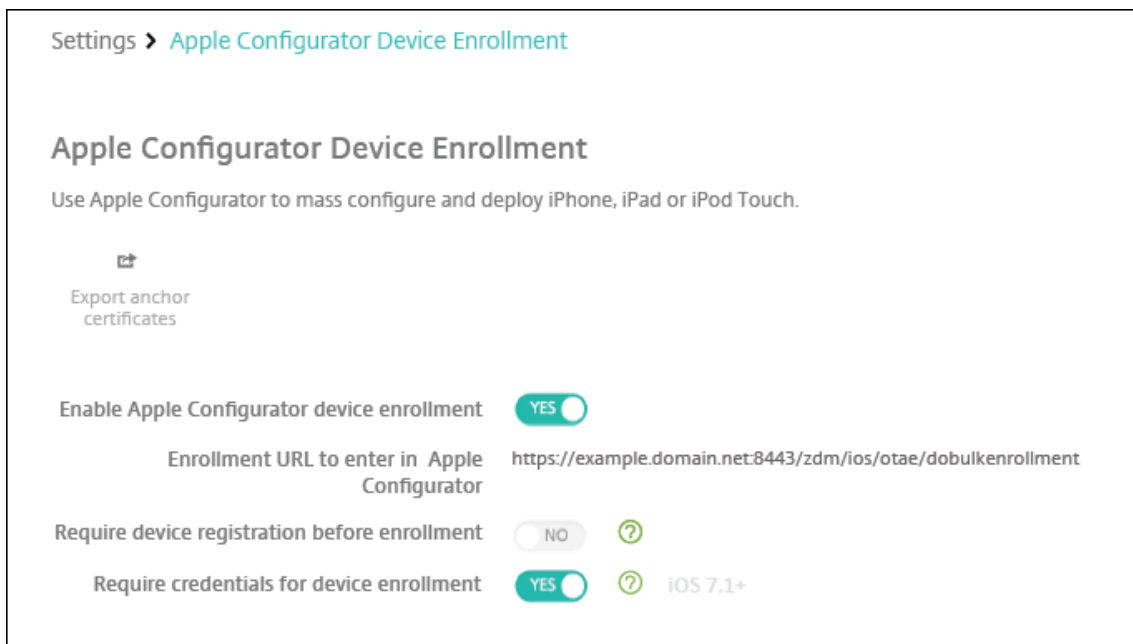 Settings > Apple Configurator Device Enrollment
Apple Configurator Device Enrollment
Use Apple Configurator to mass configure and deploy iPhone, iPad or iPod Touch.
Export anchor
certificates
Enable Apple Configurator device enrollment YES
Enrollment URL to enter in Apple https://example.domain.net:8443/zdm/ios/otae/dobulkenrollment
Configurator
Require device registration before enrollment NO ?
Require credentials for device enrollment YES ? iOS 7.1+